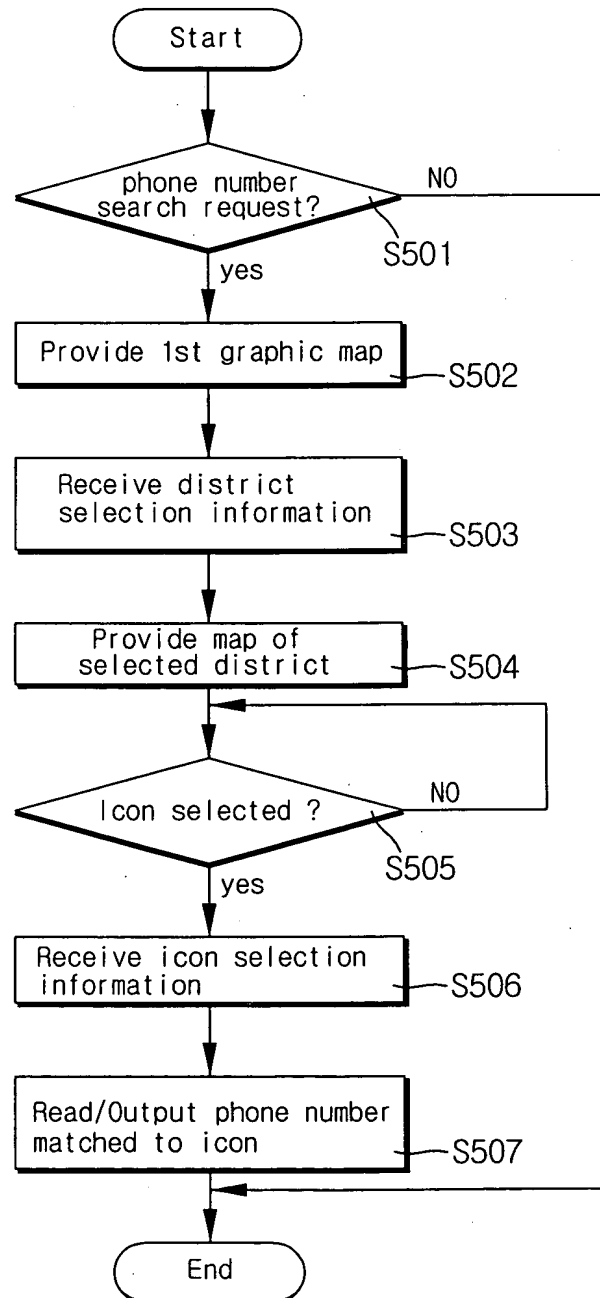 Start
phone number
search request?
NO
S501
yes
Provide 1st graphic map
S502
Receive district
selection information
S503
Provide map of
selected district
S504
Icon selected ?
NO
S505
yes
Receive icon selection
information
S506
Read/Output phone number
matched to icon
S507
End